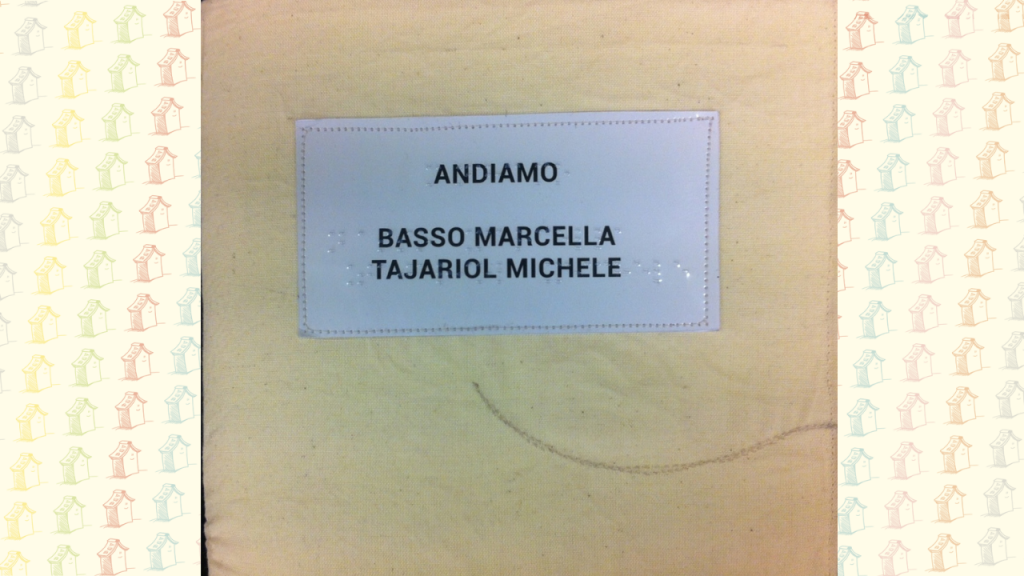 ANDIAMO
BASSO MARCELLA
TAJARIOL MICHELE